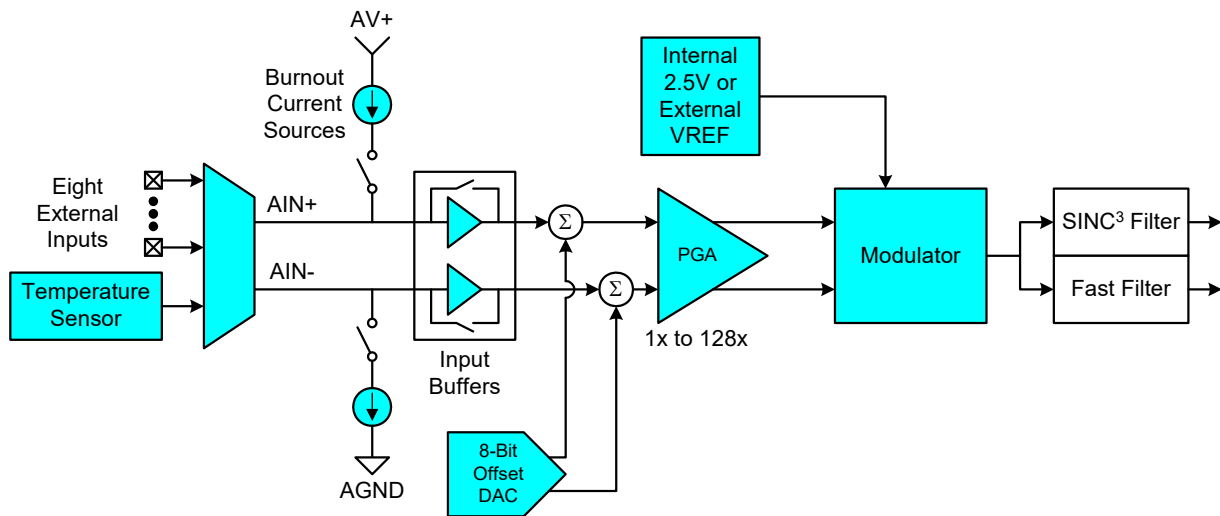 AV+
Burnout
Current
Sources
Internal
2.5V or
External
VREF
Eight
External
Inputs
AIN+
Σ
SINC³ Filter
PGA
Modulator
AIN-
Σ
Fast Filter
Temperature
Sensor
1x to 128x
Input
Buffers
8-Bit
Offset
DAC
AGND